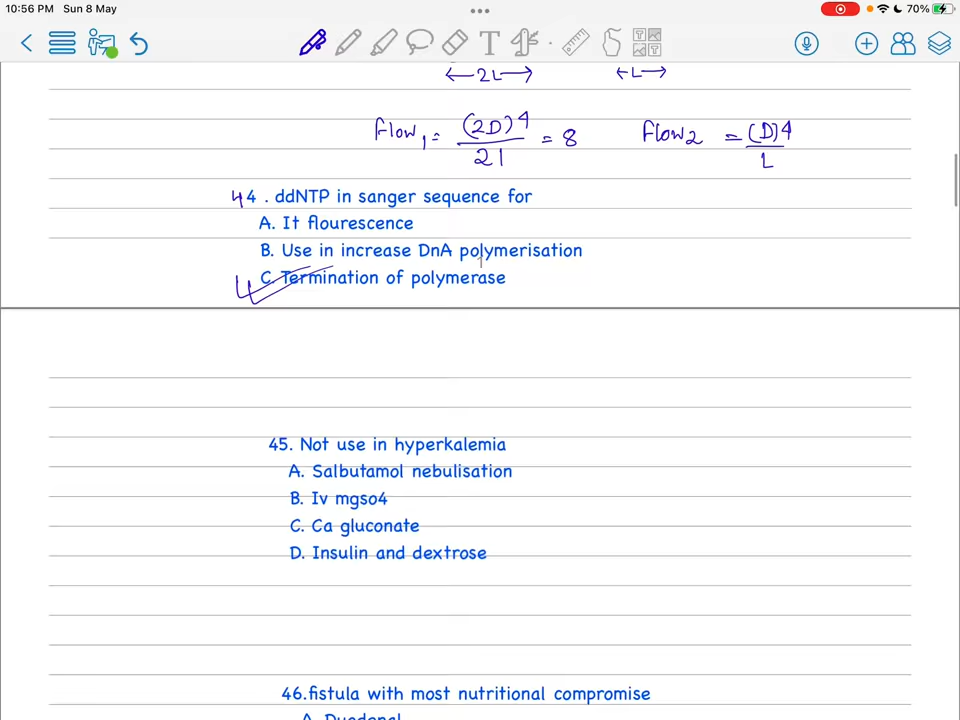 10:56 PM Sun 8 May
70%
←2L→ ←L→
flow1 = (2D)4 / 2l = 8 flow2 = (D)4 / L
44 . ddNTP in sanger sequence for
A. It flourescence
B. Use in increase DnA polymerisation
C. Termination of polymerase
45. Not use in hyperkalemia
A. Salbutamol nebulisation
B. Iv mgso4
C. Ca gluconate
D. Insulin and dextrose
46.fistula with most nutritional compromise
A. Duodenal